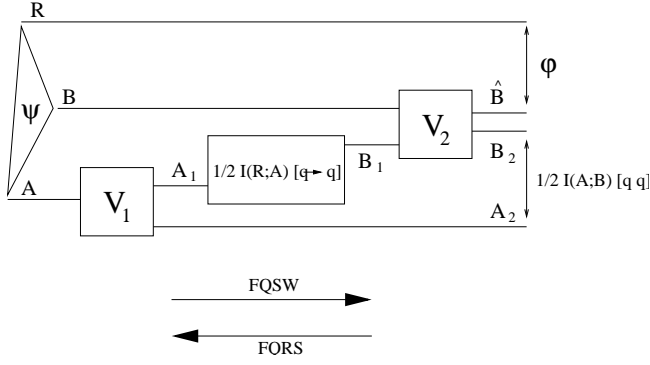 R
φ
B
B̂
ψ
V₂
A₁
1/2 I(R;A) [q→q]
B₁
B₂
A
1/2 I(A;B) [q q]
V₁
A₂
FQSW
FQRS